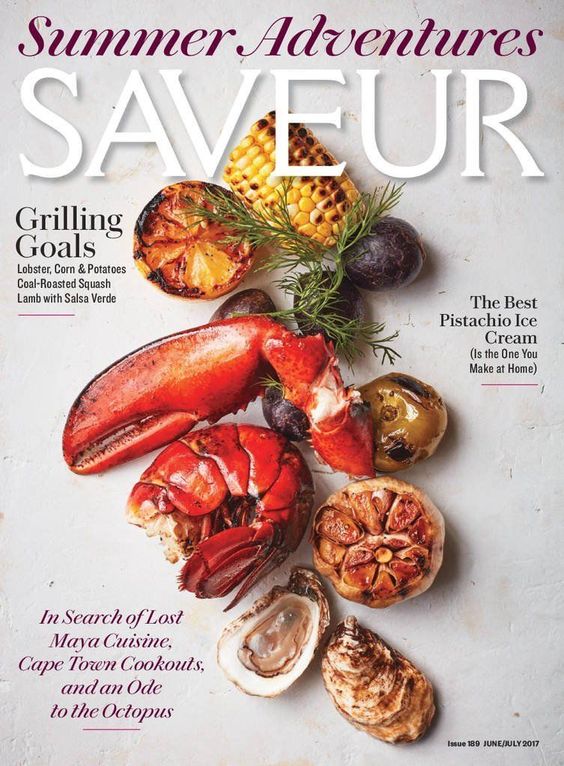 Summer Adventures
SAVEUR
Grilling
Goals
Lobster, Corn & Potatoes
Coal-Roasted Squash
Lamb with Salsa Verde
The Best
Pistachio Ice
Cream
(Is the One You
Make at Home)
In Search of Lost
Maya Cuisine,
Cape Town Cookouts,
and an Ode
to the Octopus
Issue 189 JUNE/JULY 2017